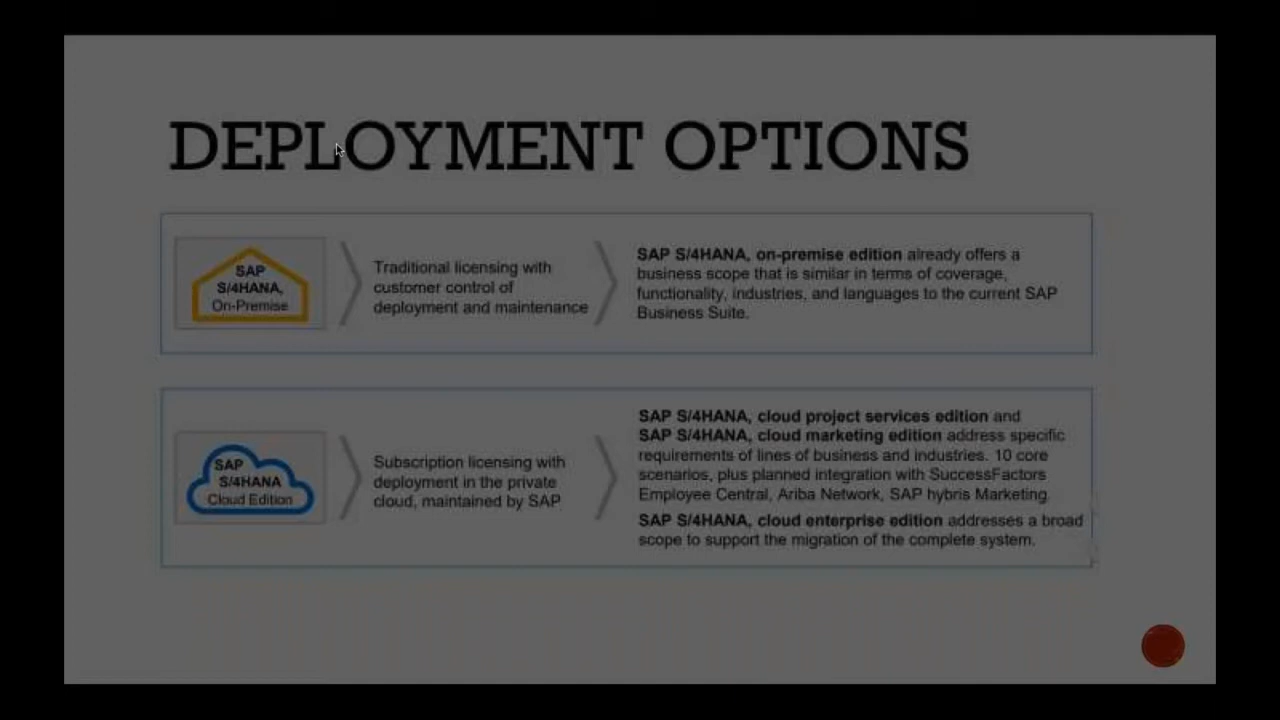 DEPLOYMENT OPTIONS
SAP
S/4HANA,
On-Premise
Traditional licensing with
customer control of
deployment and maintenance
SAP S/4HANA, on-premise edition already offers a
business scope that is similar in terms of coverage,
functionality, industries, and languages to the current SAP
Business Suite.
SAP
S/4HANA
Cloud Edition
Subscription licensing with
deployment in the private
cloud, maintained by SAP
SAP S/4HANA, cloud project services edition and
SAP S/4HANA, cloud marketing edition address specific
requirements of lines of business and industries. 10 core
scenarios, plus planned integration with SuccessFactors
Employee Central, Ariba Network, SAP hybris Marketing.
SAP S/4HANA, cloud enterprise edition addresses a broad
scope to support the migration of the complete system.